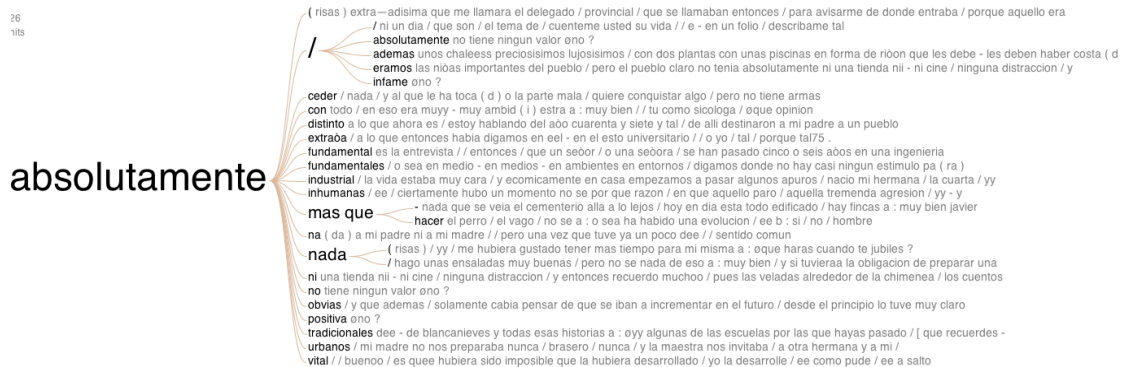 26
hits
absolutamente
( risas ) extra—adisima que me llamara el delegado / provincial / que se llamaban entonces / para avisarme de donde entraba / porque aquello era
/
/ ni un dia / que son / el tema de / cuenteme usted su vida / / e - en un folio / describame tal
absolutamente no tiene ningun valor øno ?
ademas unos chaleess preciosisimos lujosisimos / con dos plantas con unas piscinas en forma de riòon que les debe - les deben haber costa ( d
eramos las niòas importantes del pueblo / pero el pueblo claro no tenia absolutamente ni una tienda nii - ni cine / ninguna distraccion / y
infame øno ?
ceder / nada / y al que le ha toca ( d ) o la parte mala / quiere conquistar algo / pero no tiene armas
con todo / en eso era muyy - muy ambid ( i ) estra a : muy bien / / tu como sicologa / øque opinion
distinto a lo que ahora es / estoy hablando del aòo cuarenta y siete y tal / de alli destinaron a mi padre a un pueblo
extraòa / a lo que entonces habia digamos en eel - en el esto universitario / / o yo / tal / porque tal75 .
fundamental es la entrevista / / entonces / que un seòor / o una seòora / se han pasado cinco o seis aòos en una ingenieria
fundamentales / o sea en medio - en medios - en ambientes en entornos / digamos donde no hay casi ningun estimulo pa ( ra )
industrial / la vida estaba muy cara / y ecomicamente en casa empezamos a pasar algunos apuros / nacio mi hermana / la cuarta / yy
inhumanas / ee / ciertamente hubo un momento no se por que razon / en que aquello paro / aquella tremenda agresion / yy - y
mas que
- nada que se veia el cementerio alla a lo lejos / hoy en dia esta todo edificado / hay fincas a : muy bien javier
hacer el perro / el vago / no se a : o sea ha habido una evolucion / ee b : si / no / hombre
na ( da ) a mi padre ni a mi madre / / pero una vez que tuve ya un poco dee / / sentido comun
nada
( risas ) / yy / me hubiera gustado tener mas tiempo para mi misma a : øque haras cuando te jubiles ?
/ hago unas ensaladas muy buenas / pero no se nada de eso a : muy bien / y si tuvieraa la obligacion de preparar una
ni una tienda nii - ni cine / ninguna distraccion / y entonces recuerdo muchoo / pues las veladas alrededor de la chimenea / los cuentos
no tiene ningun valor øno ?
obvias / y que ademas / solamente cabia pensar de que se iban a incrementar en el futuro / desde el principio lo tuve muy claro
positiva øno ?
tradicionales dee - de blancanieves y todas esas historias a : øyy algunas de las escuelas por las que hayas pasado / [ que recuerdes -
urbanos / mi madre no nos preparaba nunca / brasero / nunca / y la maestra nos invitaba / a otra hermana y a mi /
vital / / buenoo / es quee hubiera sido imposible que la hubiera desarrollado / yo la desarrolle / ee como pude / ee a salto